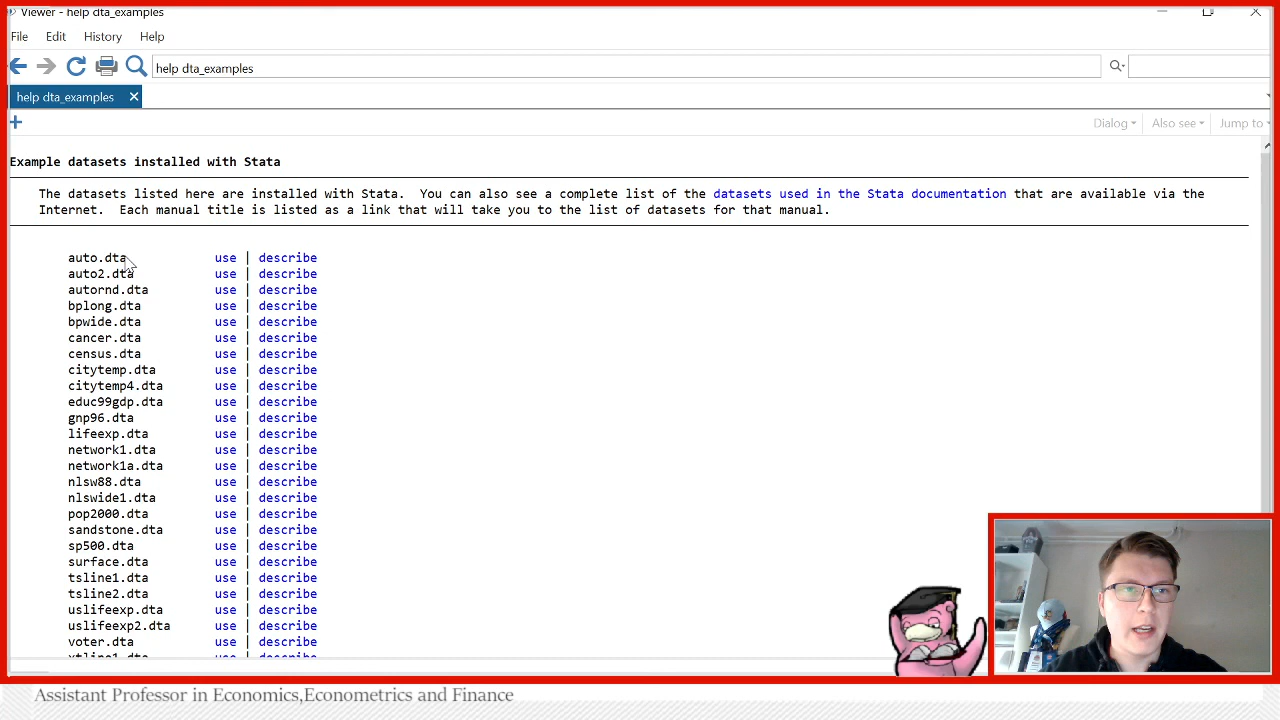 Viewer - help dta_examples
File Edit History Help
help dta_examples
help dta_examples
Dialog Also see Jump to
Example datasets installed with Stata
The datasets listed here are installed with Stata. You can also see a complete list of the datasets used in the Stata documentation that are available via the
Internet. Each manual title is listed as a link that will take you to the list of datasets for that manual.
auto.dta use | describe
auto2.dta use | describe
autornd.dta use | describe
bplong.dta use | describe
bpwide.dta use | describe
cancer.dta use | describe
census.dta use | describe
citytemp.dta use | describe
citytemp4.dta use | describe
educ99gdp.dta use | describe
gnp96.dta use | describe
lifeexp.dta use | describe
network1.dta use | describe
network1a.dta use | describe
nlsw88.dta use | describe
nlswide1.dta use | describe
pop2000.dta use | describe
sandstone.dta use | describe
sp500.dta use | describe
surface.dta use | describe
tsline1.dta use | describe
tsline2.dta use | describe
uslifeexp.dta use | describe
uslifeexp2.dta use | describe
voter.dta use | describe
xtline1.dta use | describe
Assistant Professor in Economics,Econometrics and Finance